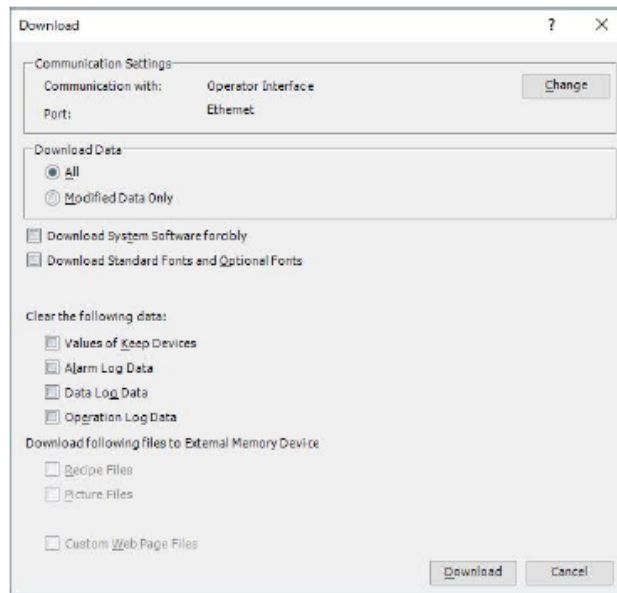 Download
Communication Settings
Communication with: Operator Interface
Change
Port: Ethernet
Download Data
All
Modified Data Only
Download System Software forcibly
Download Standard Fonts and Optional Fonts
Clear the following data:
Values of Keep Devices
Alarm Log Data
Data Log Data
Operation Log Data
Download following files to External Memory Device
Recipe Files
Picture Files
Custom Web Page Files
Download Cancel